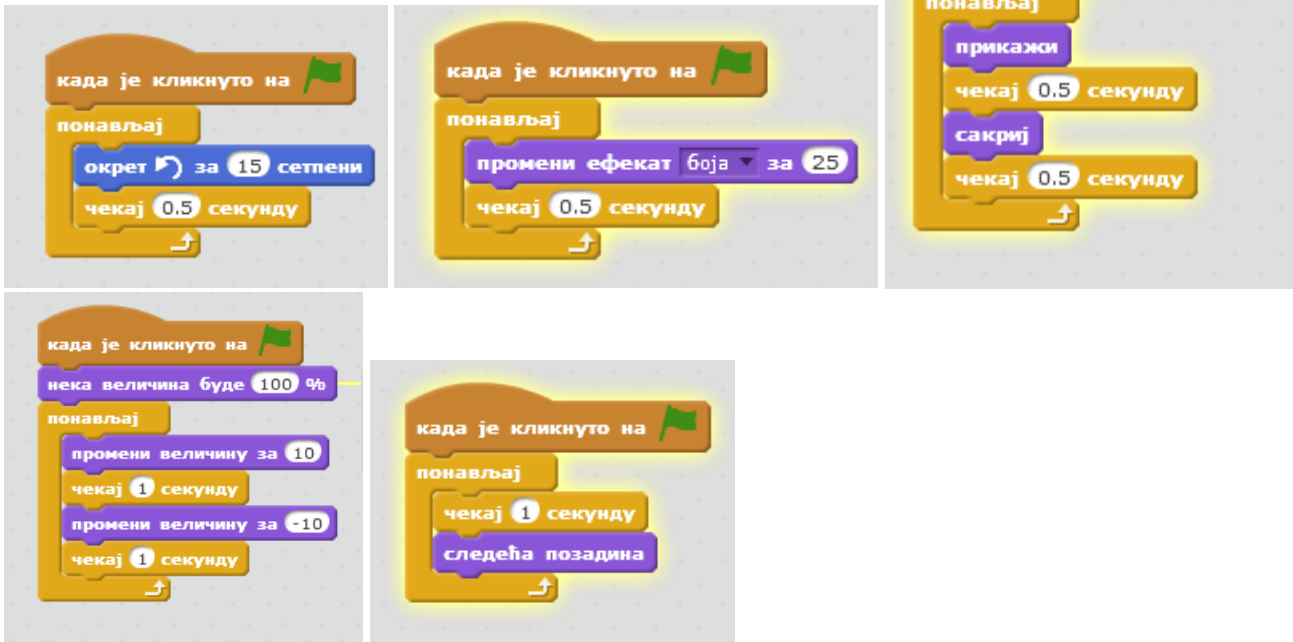 када је кликнуто на
понављај
окрет за 15 сетпени
чекај 0.5 секунду
када је кликнуто на
понављај
промени ефекат боја за 25
чекај 0.5 секунду
понављај
прикажи
чекај 0.5 секунду
сакриј
чекај 0.5 секунду
када је кликнуто на
нека величина буде 100 %
понављај
промени величину за 10
чекај 1 секунду
промени величину за -10
чекај 1 секунду
када је кликнуто на
понављај
чекај 1 секунду
следећа позадина